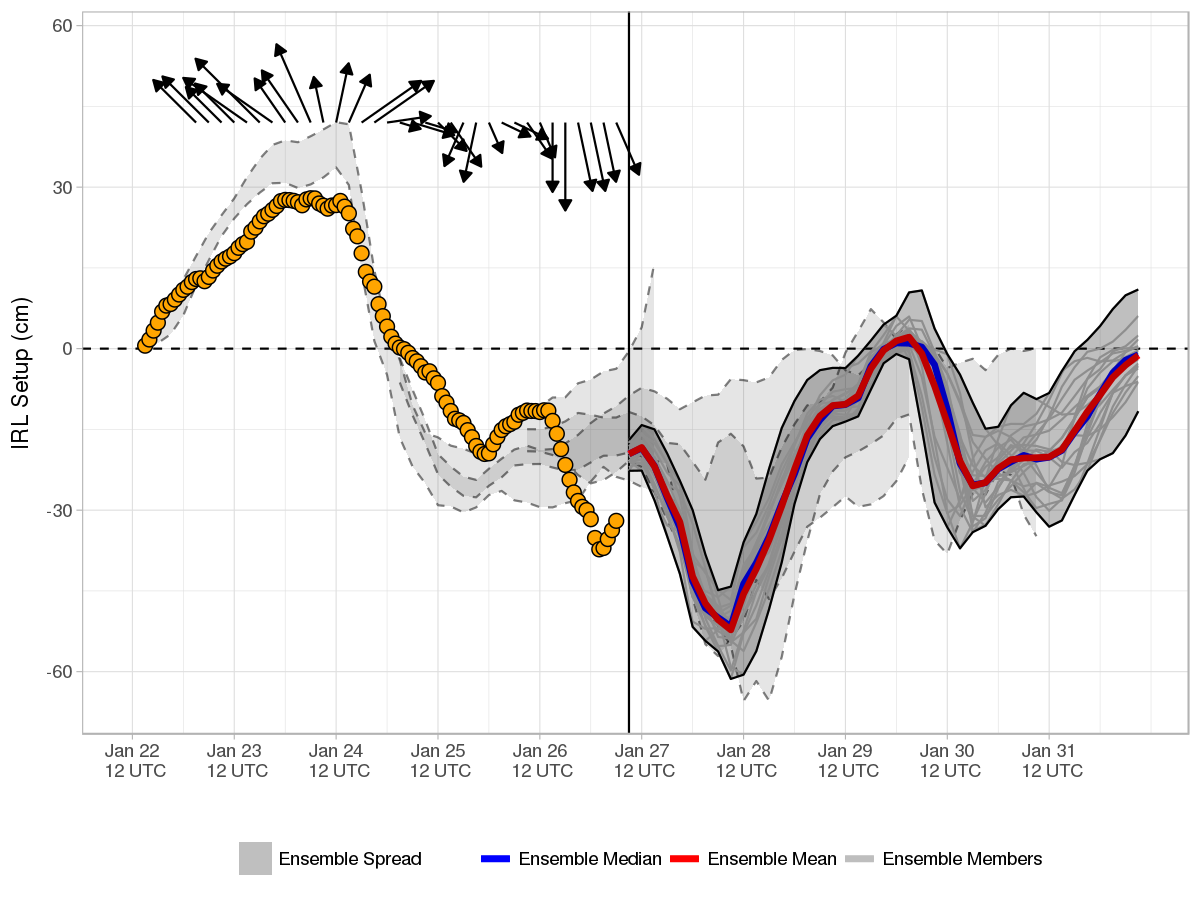 IRL Setup (cm)
60
30
0
-30
-60
Jan 22 Jan 23 Jan 24 Jan 25 Jan 26 Jan 27 Jan 28 Jan 29 Jan 30 Jan 31
12 UTC 12 UTC 12 UTC 12 UTC 12 UTC 12 UTC 12 UTC 12 UTC 12 UTC 12 UTC
Ensemble Spread Ensemble Median Ensemble Mean Ensemble Members